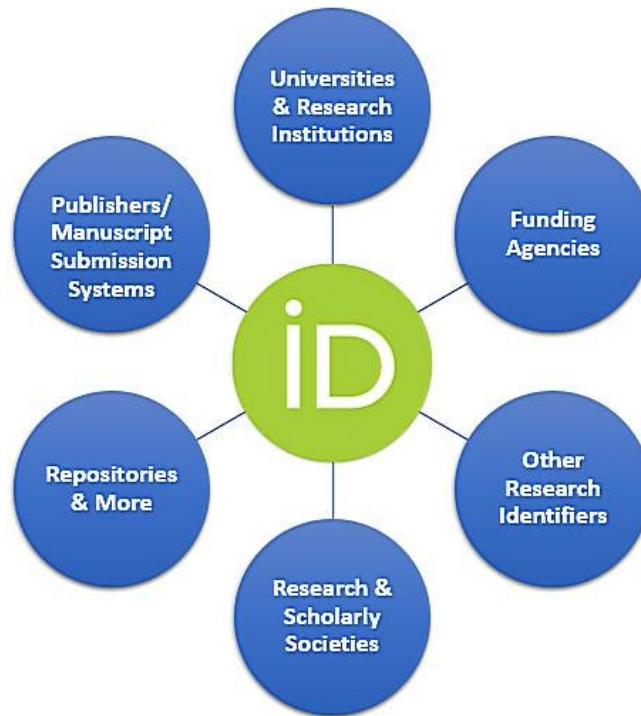 Universities
& Research
Institutions
Funding
Agencies
Other
Research
Identifiers
Research &
Scholarly
Societies
Repositories
& More
Publishers/
Manuscript
Submission
Systems
iD